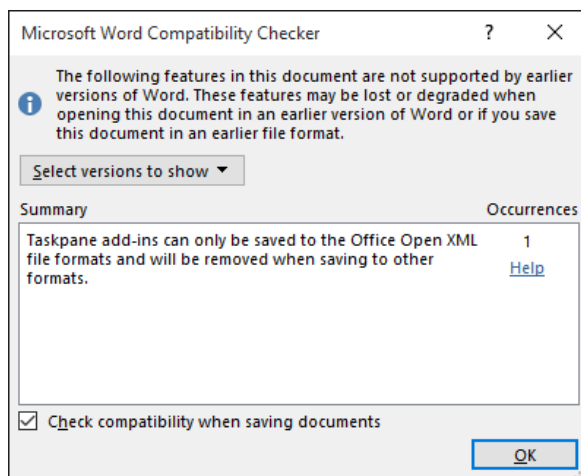 Microsoft Word Compatibility Checker
?
The following features in this document are not supported by earlier
versions of Word. These features may be lost or degraded when
opening this document in an earlier version of Word or if you save
this document in an earlier file format.
Select versions to show
Summary Occurrences
Taskpane add-ins can only be saved to the Office Open XML 1
file formats and will be removed when saving to other Help
formats.
Check compatibility when saving documents
OK